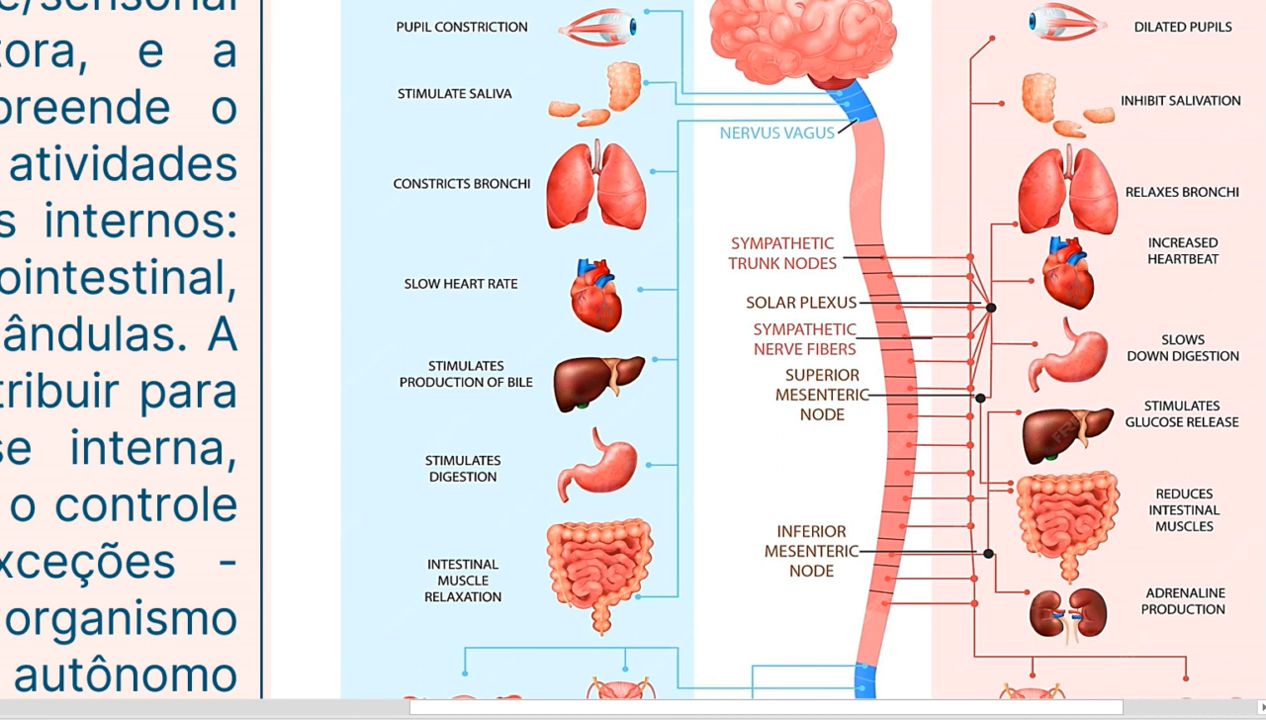 tora, e a
preende o
atividades
s internos:
ointestinal,
ândulas. A
tribuir para
se interna,
o controle
xceções -
organismo
autônomo
PUPIL CONSTRICTION
STIMULATE SALIVA
CONSTRICTS BRONCHI
SLOW HEART RATE
STIMULATES
PRODUCTION OF BILE
STIMULATES
DIGESTION
INTESTINAL
MUSCLE
RELAXATION
NERVUS VAGUS
SYMPATHETIC
TRUNK NODES
SOLAR PLEXUS
SYMPATHETIC
NERVE FIBERS
SUPERIOR
MESENTERIC
NODE
INFERIOR
MESENTERIC
NODE
DILATED PUPILS
INHIBIT SALIVATION
RELAXES BRONCHI
INCREASED
HEARTBEAT
SLOWS
DOWN DIGESTION
STIMULATES
GLUCOSE RELEASE
REDUCES
INTESTINAL
MUSCLES
ADRENALINE
PRODUCTION